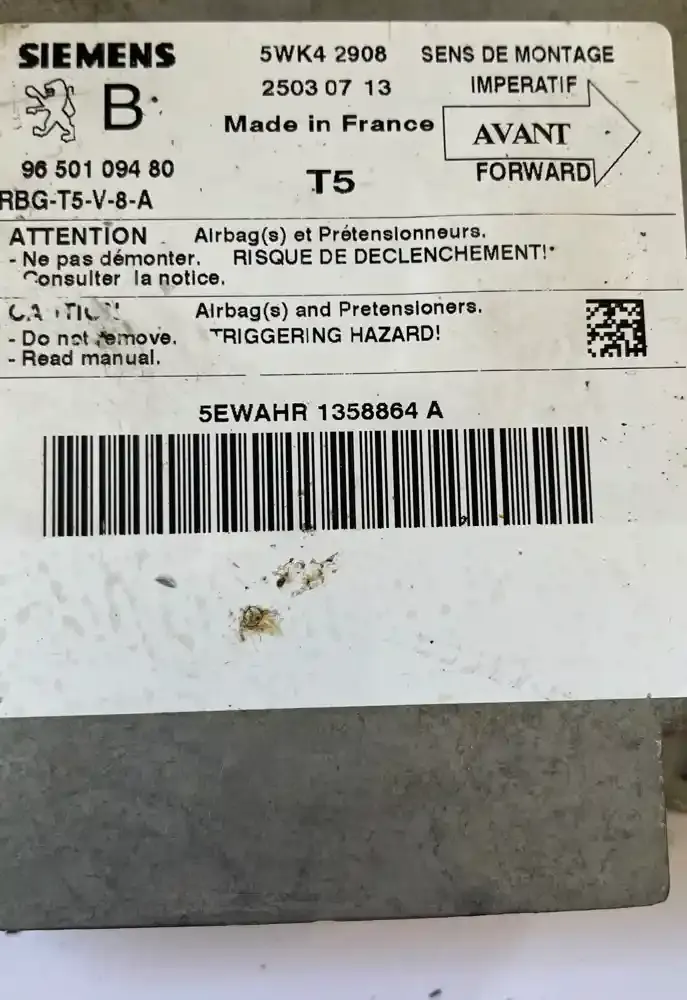 SIEMENS
5WK4 2908
SENS DE MONTAGE
B
2503 07 13
IMPERATIF
Made in France
AVANT
96 501 094 80
T5
FORWARD
RBG-T5-V-8-A
ATTENTION
Airbag(s) et Prétensionneurs.
- Ne pas démonter. RISQUE DE DECLENCHEMENT!
Consulter la notice.
Airbag(s) and Pretensioners.
- Do not remove. TRIGGERING HAZARD!
- Read manual.
5EWAHR 1358864 A